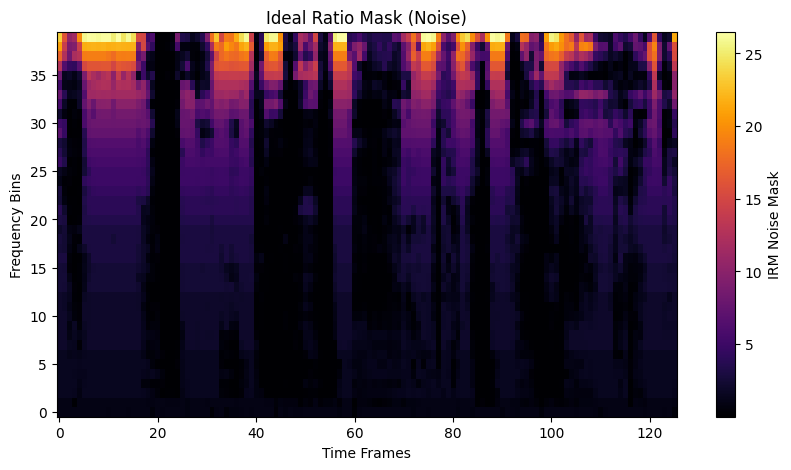 Ideal Ratio Mask (Noise)
35
30
25
20
15
10
5
0
Frequency Bins
0 20 40 60 80 100 120
Time Frames
25
20
15
10
5
IRM Noise Mask